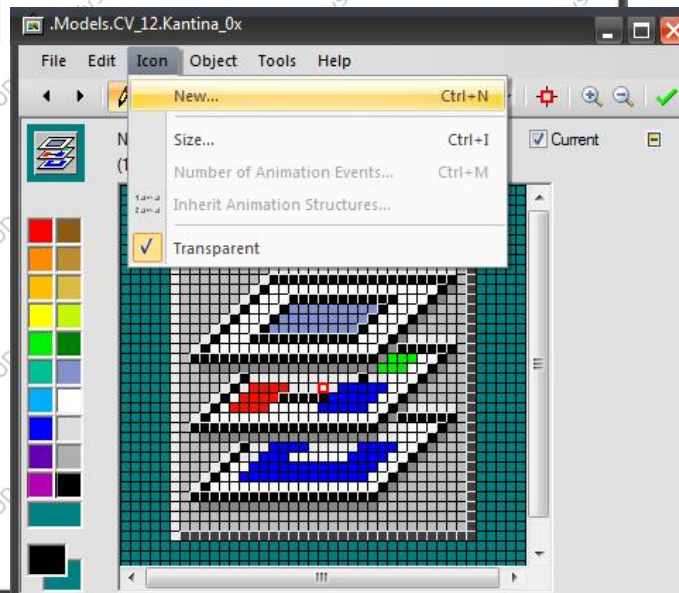 .Models.CV_12.Kantina_0x
File Edit Icon Object Tools Help
New... Ctrl+N
Size... Ctrl+I
Current
Number of Animation Events... Ctrl+M
Inherit Animation Structures...
Transparent